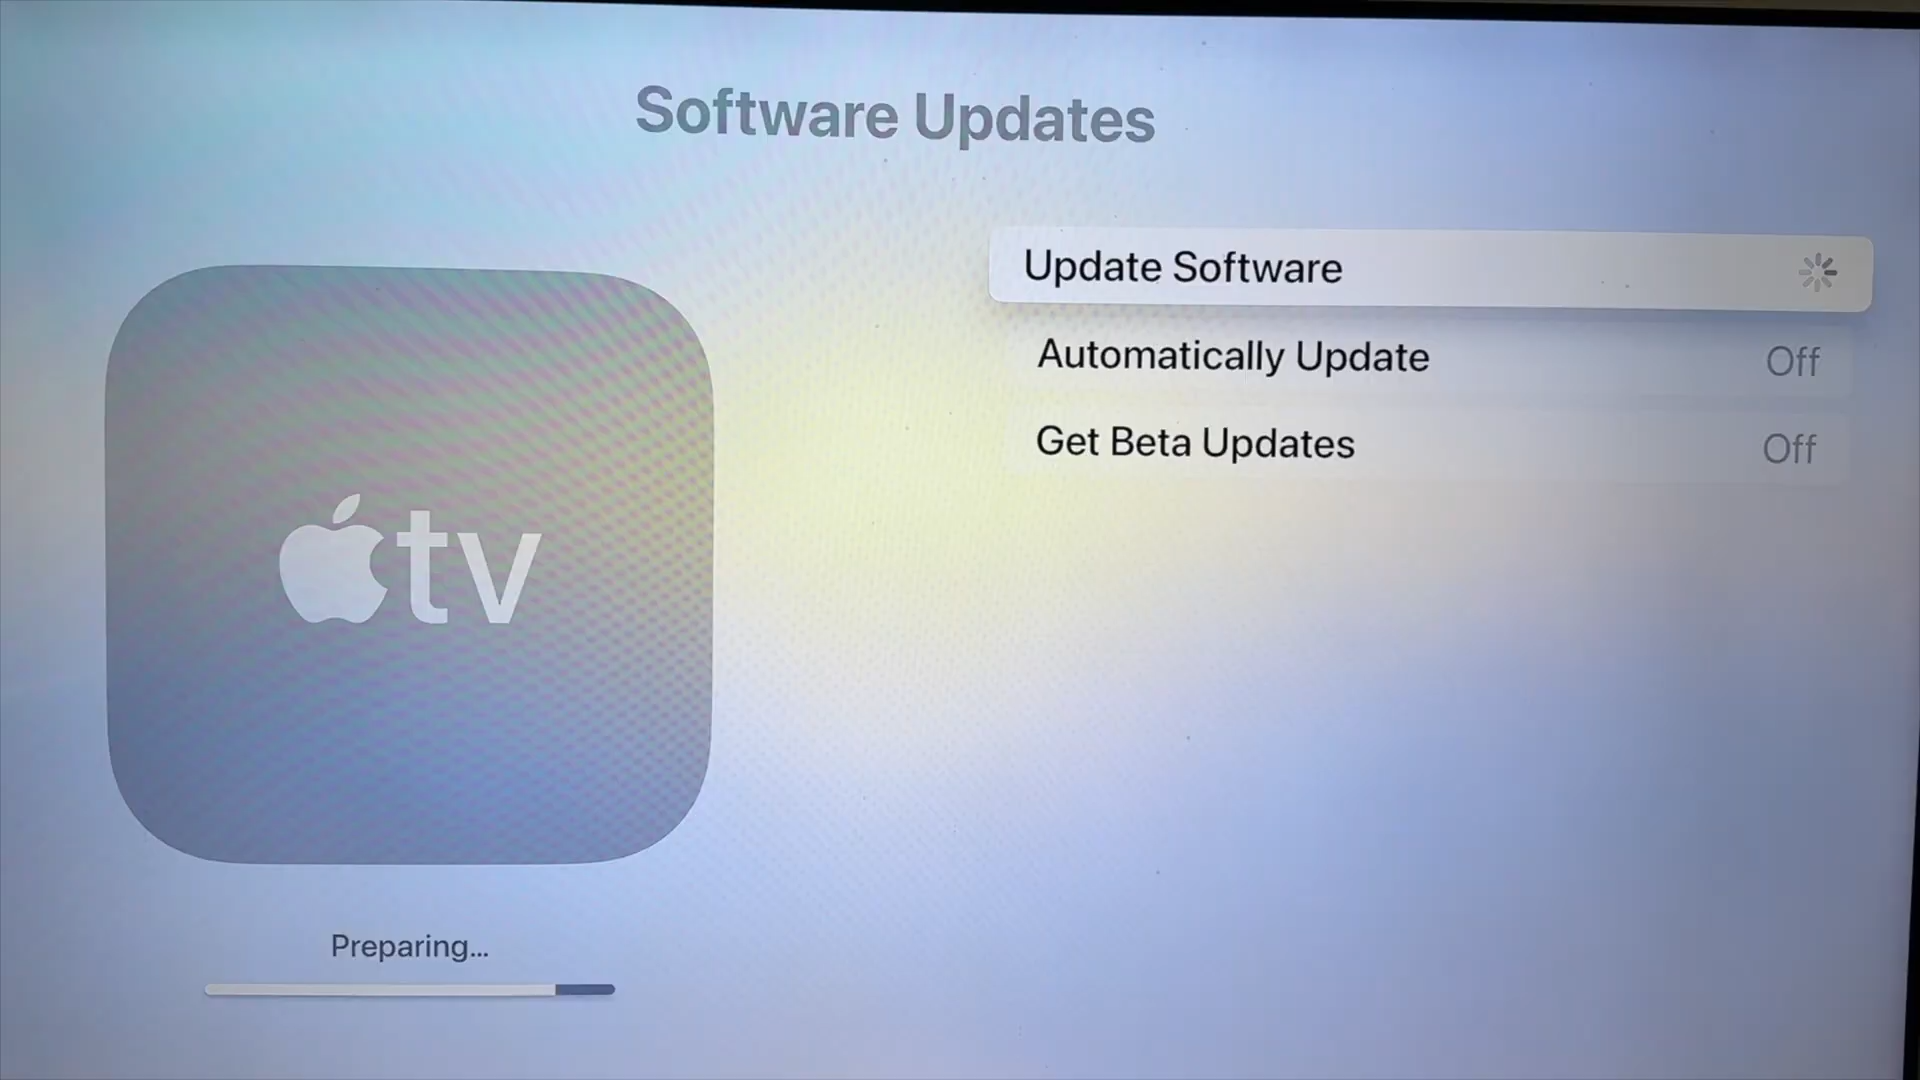 Software Updates
Update Software
Automatically Update Off
Get Beta Updates Off
tv
Preparing...